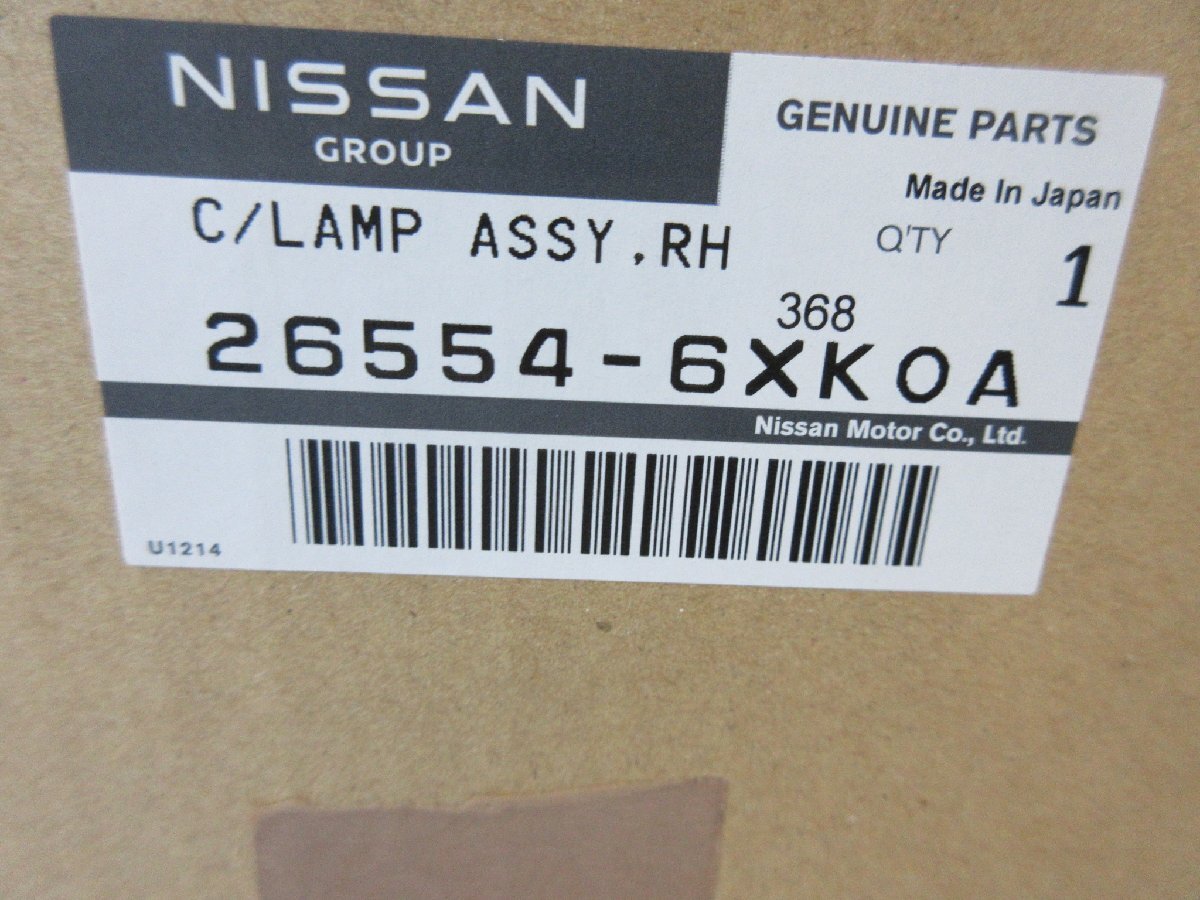 NISSAN
GROUP
GENUINE PARTS
Made In Japan
C/LAMP ASSY,RH
Q'TY 1
368
26554-6XK0A
Nissan Motor Co., Ltd.
U1214